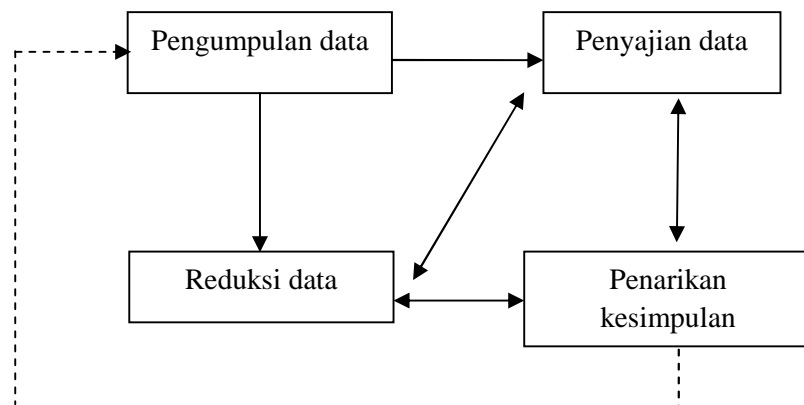 Pengumpulan data
Penyajian data
Reduksi data
Penarikan
kesimpulan